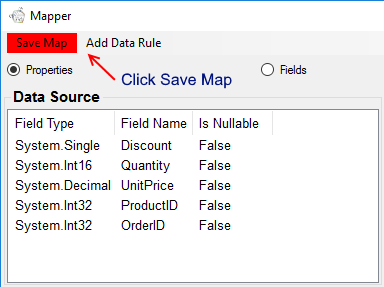 Mapper
Save Map Add Data Rule
Properties Fields
Click Save Map
Data Source
Field Type Field Name Is Nullable
System.Single Discount False
System.Int16 Quantity False
System.Decimal UnitPrice False
System.Int32 ProductID False
System.Int32 OrderID False